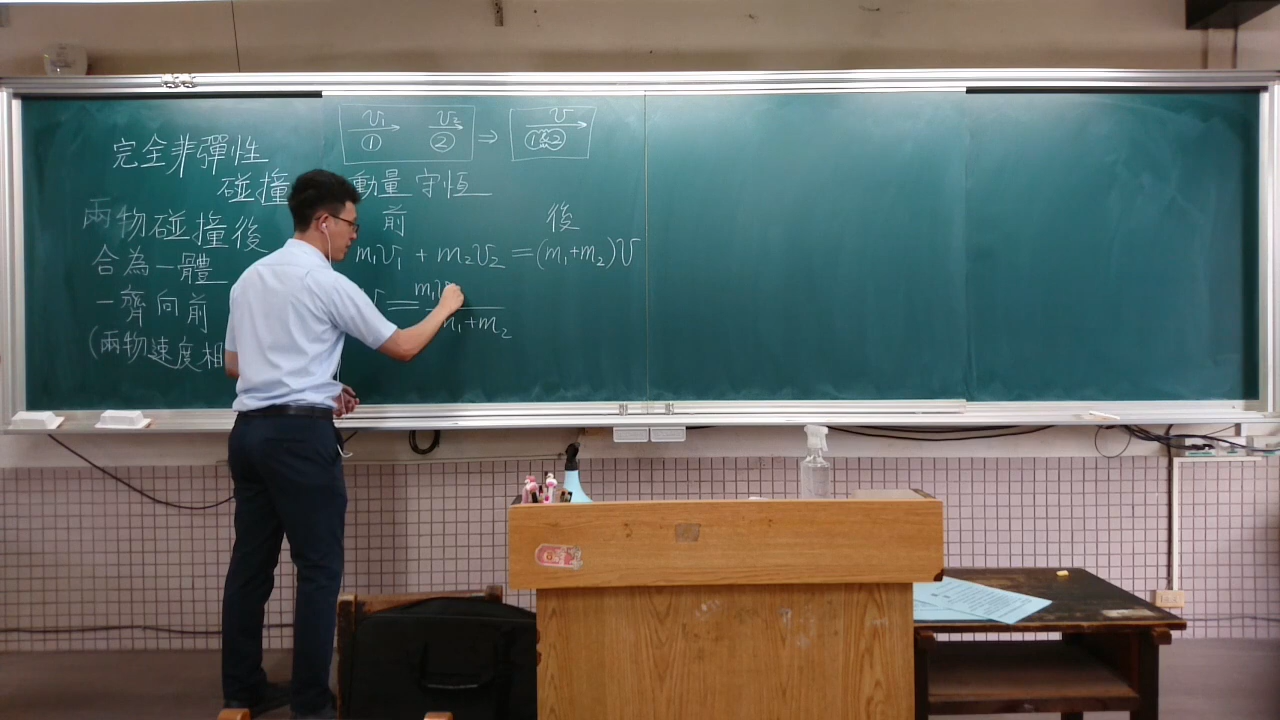 完全非彈性
碰撞
兩物碰撞後
合為一體
一齊向前
(兩物速度相
V₁ V₂ ⇒ V
① ② ①②
動量守恆
前 後
m₁V₁ + m₂V₂ = (m₁+m₂)V
V = m₁V
m₁+m₂